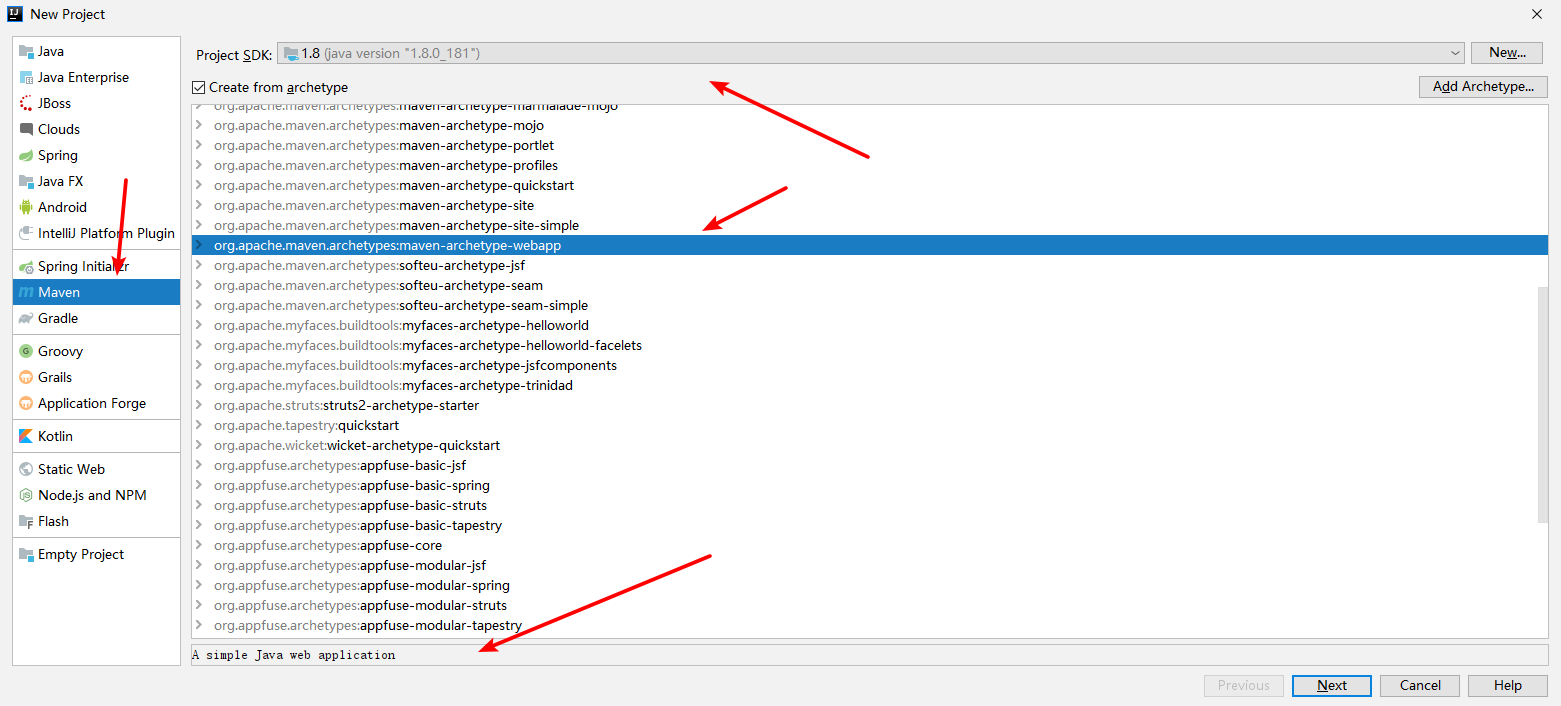 New Project
Java
Java Enterprise
JBoss
Clouds
Spring
Java FX
Android
IntelliJ Platform Plugin
Spring Initializr
Maven
Gradle
Groovy
Grails
Application Forge
Kotlin
Static Web
Node.js and NPM
Flash
Empty Project
Project SDK: 1.8 (java version "1.8.0_181") New...
Create from archetype Add Archetype...
org.apache.maven.archetypes:maven-archetype-marmalade-mojo
org.apache.maven.archetypes:maven-archetype-mojo
org.apache.maven.archetypes:maven-archetype-portlet
org.apache.maven.archetypes:maven-archetype-profiles
org.apache.maven.archetypes:maven-archetype-quickstart
org.apache.maven.archetypes:maven-archetype-site
org.apache.maven.archetypes:maven-archetype-site-simple
org.apache.maven.archetypes:maven-archetype-webapp
org.apache.maven.archetypes:softeu-archetype-jsf
org.apache.maven.archetypes:softeu-archetype-seam
org.apache.maven.archetypes:softeu-archetype-seam-simple
org.apache.myfaces.buildtools:myfaces-archetype-helloworld
org.apache.myfaces.buildtools:myfaces-archetype-helloworld-facelets
org.apache.myfaces.buildtools:myfaces-archetype-jsfcomponents
org.apache.myfaces.buildtools:myfaces-archetype-trinidad
org.apache.struts:struts2-archetype-starter
org.apache.tapestry:quickstart
org.apache.wicket:wicket-archetype-quickstart
org.appfuse.archetypes:appfuse-basic-jsf
org.appfuse.archetypes:appfuse-basic-spring
org.appfuse.archetypes:appfuse-basic-struts
org.appfuse.archetypes:appfuse-basic-tapestry
org.appfuse.archetypes:appfuse-core
org.appfuse.archetypes:appfuse-modular-jsf
org.appfuse.archetypes:appfuse-modular-spring
org.appfuse.archetypes:appfuse-modular-struts
org.appfuse.archetypes:appfuse-modular-tapestry
A simple Java web application
Previous Next Cancel Help